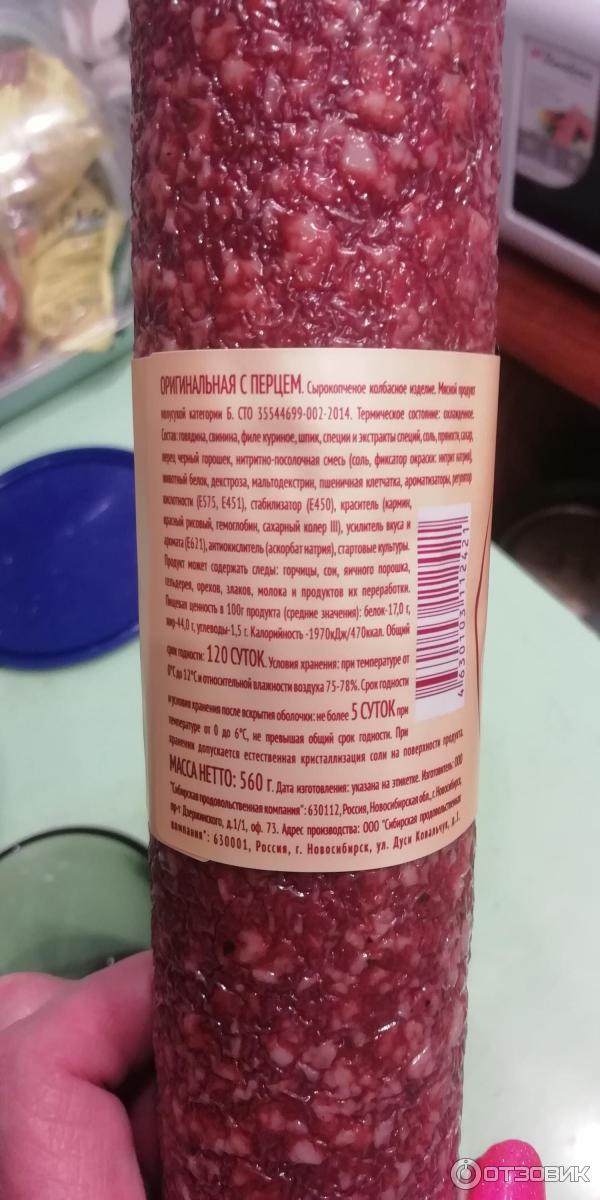 ОРИГИНАЛЬНАЯ С ПЕРЦЕМ. Сырокопченое колбасное изделие. Мясной продукт
полусухой категории Б. СТО 35544699-002-2014. Термическое состояние: охлажденное.
Состав: говядина, свинина, филе куриное, шпик, специи и экстракты специй, соль, пряности, сахар,
перец черный горошек, нитритно-посолочная смесь (соль, фиксатор окраски: нитрит натрия),
животный белок, декстроза, мальтодекстрин, пшеничная клетчатка, ароматизаторы, регулятор
кислотности (Е575, Е451), стабилизатор (Е450), краситель (кармин,
красный рисовый, гемоглобин, сахарный колер III), усилитель вкуса и
аромата (Е621), антиокислитель (аскорбат натрия), стартовые культуры.
Продукт может содержать следы: горчицы, сои, яичного порошка,
сельдерея, орехов, злаков, молока и продуктов их переработки.
Пищевая ценность в 100г продукта (средние значения): белок-17,0 г,
жир-44,0 г, углеводы-1,5 г. Калорийность -1970кДж/470ккал. Общий
срок годности: 120 СУТОК. Условия хранения: при температуре от
0°С до 12°С и относительной влажности воздуха 75-78%. Срок годности
и условия хранения после вскрытия оболочки: не более 5 СУТОК при
температуре от 0 до 6°С, не превышая общий срок годности. При
хранении допускается естественная кристаллизация соли на поверхности продукта.
МАССА НЕТТО: 560 г. Дата изготовления: указана на этикетке. Изготовитель: ООО
"Сибирская продовольственная компания": 630112, Россия, Новосибирская обл., г. Новосибирск,
пр-т Дзержинского, д.1/1, оф. 73. Адрес производства: ООО "Сибирская продовольственная
компания": 630001, Россия, г. Новосибирск, ул. Дуси Ковальчук, д.1.
4 630103 112421
ОТЗОВИК